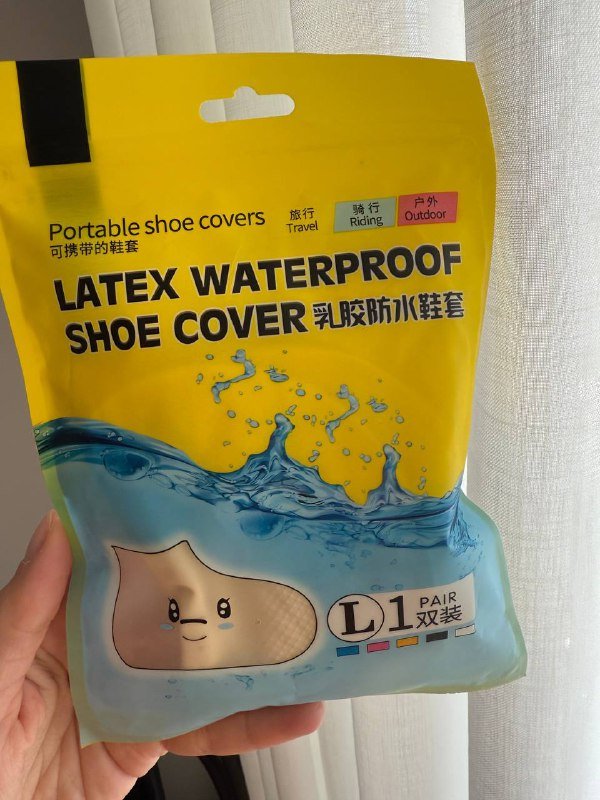 Portable shoe covers
可携带的鞋套
旅行
Travel
骑行
Riding
户外
Outdoor
LATEX WATERPROOF
SHOE COVER 乳胶防水鞋套
L 1 PAIR
双装